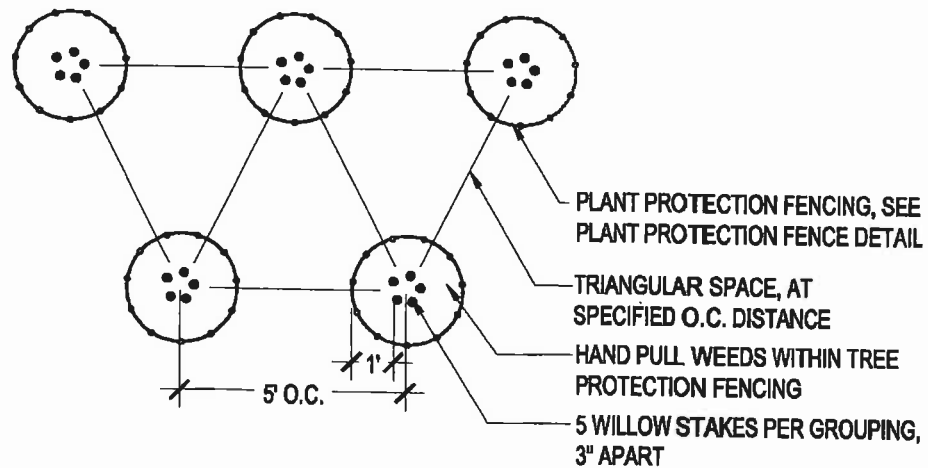 PLANT PROTECTION FENCING, SEE
PLANT PROTECTION FENCE DETAIL
TRIANGULAR SPACE, AT
SPECIFIED O.C. DISTANCE
HAND PULL WEEDS WITHIN TREE
PROTECTION FENCING
1'
5' O.C.
5 WILLOW STAKES PER GROUPING,
3" APART